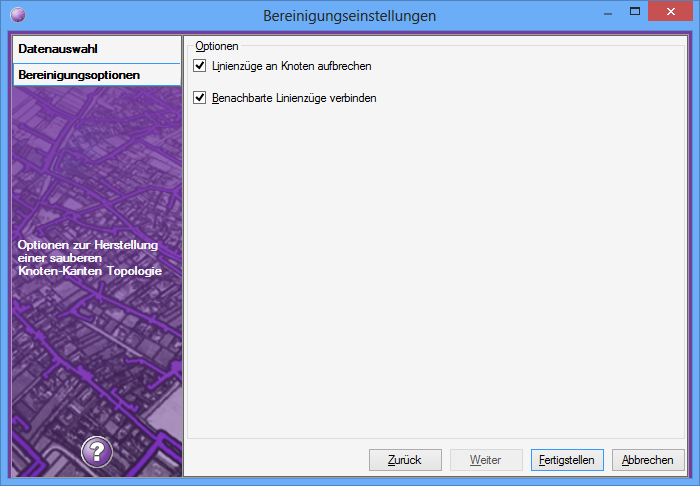 Bereinigungseinstellungen
Datenauswahl
Bereinigungsoptionen
Optionen zur Herstellung
einer sauberen
Knoten-Kanten Topologie
?
Optionen
Linienzüge an Knoten aufbrechen
Benachbarte Linienzüge verbinden
Zurück
Weiter
Fertigstellen
Abbrechen